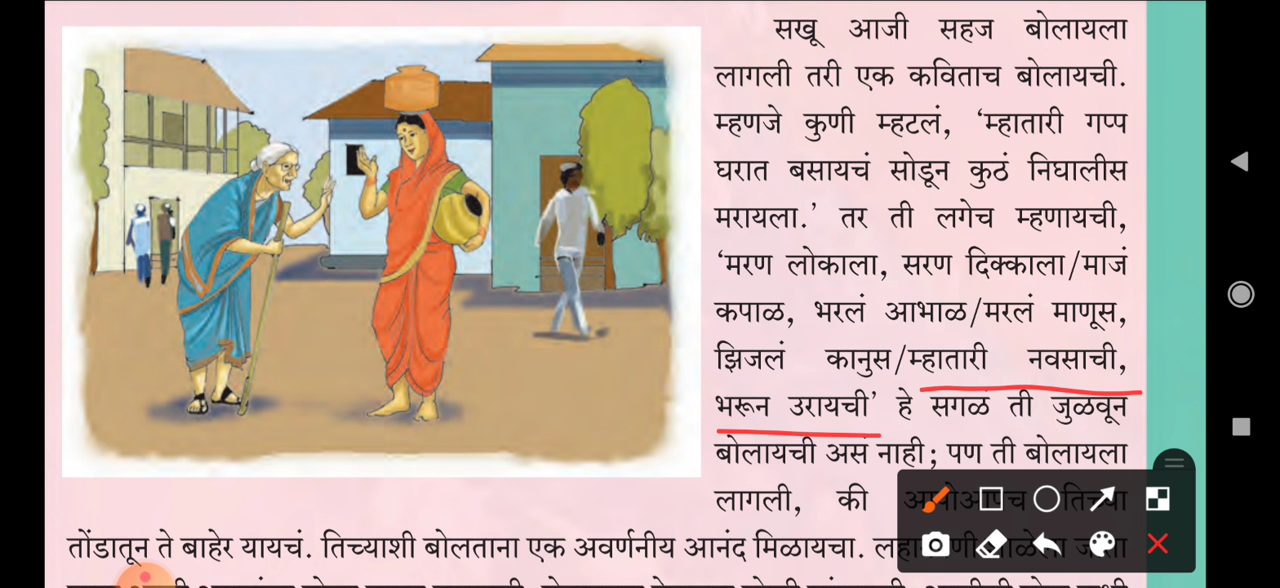 सखू आजी सहज बोलायला
लागली तरी एक कविताच बोलायची.
म्हणजे कुणी म्हटलं, ‘म्हातारी गप्प
घरात बसायचं सोडून कुठं निघालीस
मरायला.’ तर ती लगेच म्हणायची,
‘मरण लोकाला, सरण दिक्काला/माजं
कपाळ, भरलं आभाळ/मरलं माणूस,
झिजलं कानुस/म्हातारी नवसाची,
भरून उरायची’ हे सगळं ती जुळवून
बोलायची असं नाही; पण ती बोलायला
लागली, की आपोआपच तिच्या
तोंडातून ते बाहेर यायचं. तिच्याशी बोलताना एक अवर्णनीय आनंद मिळायचा.